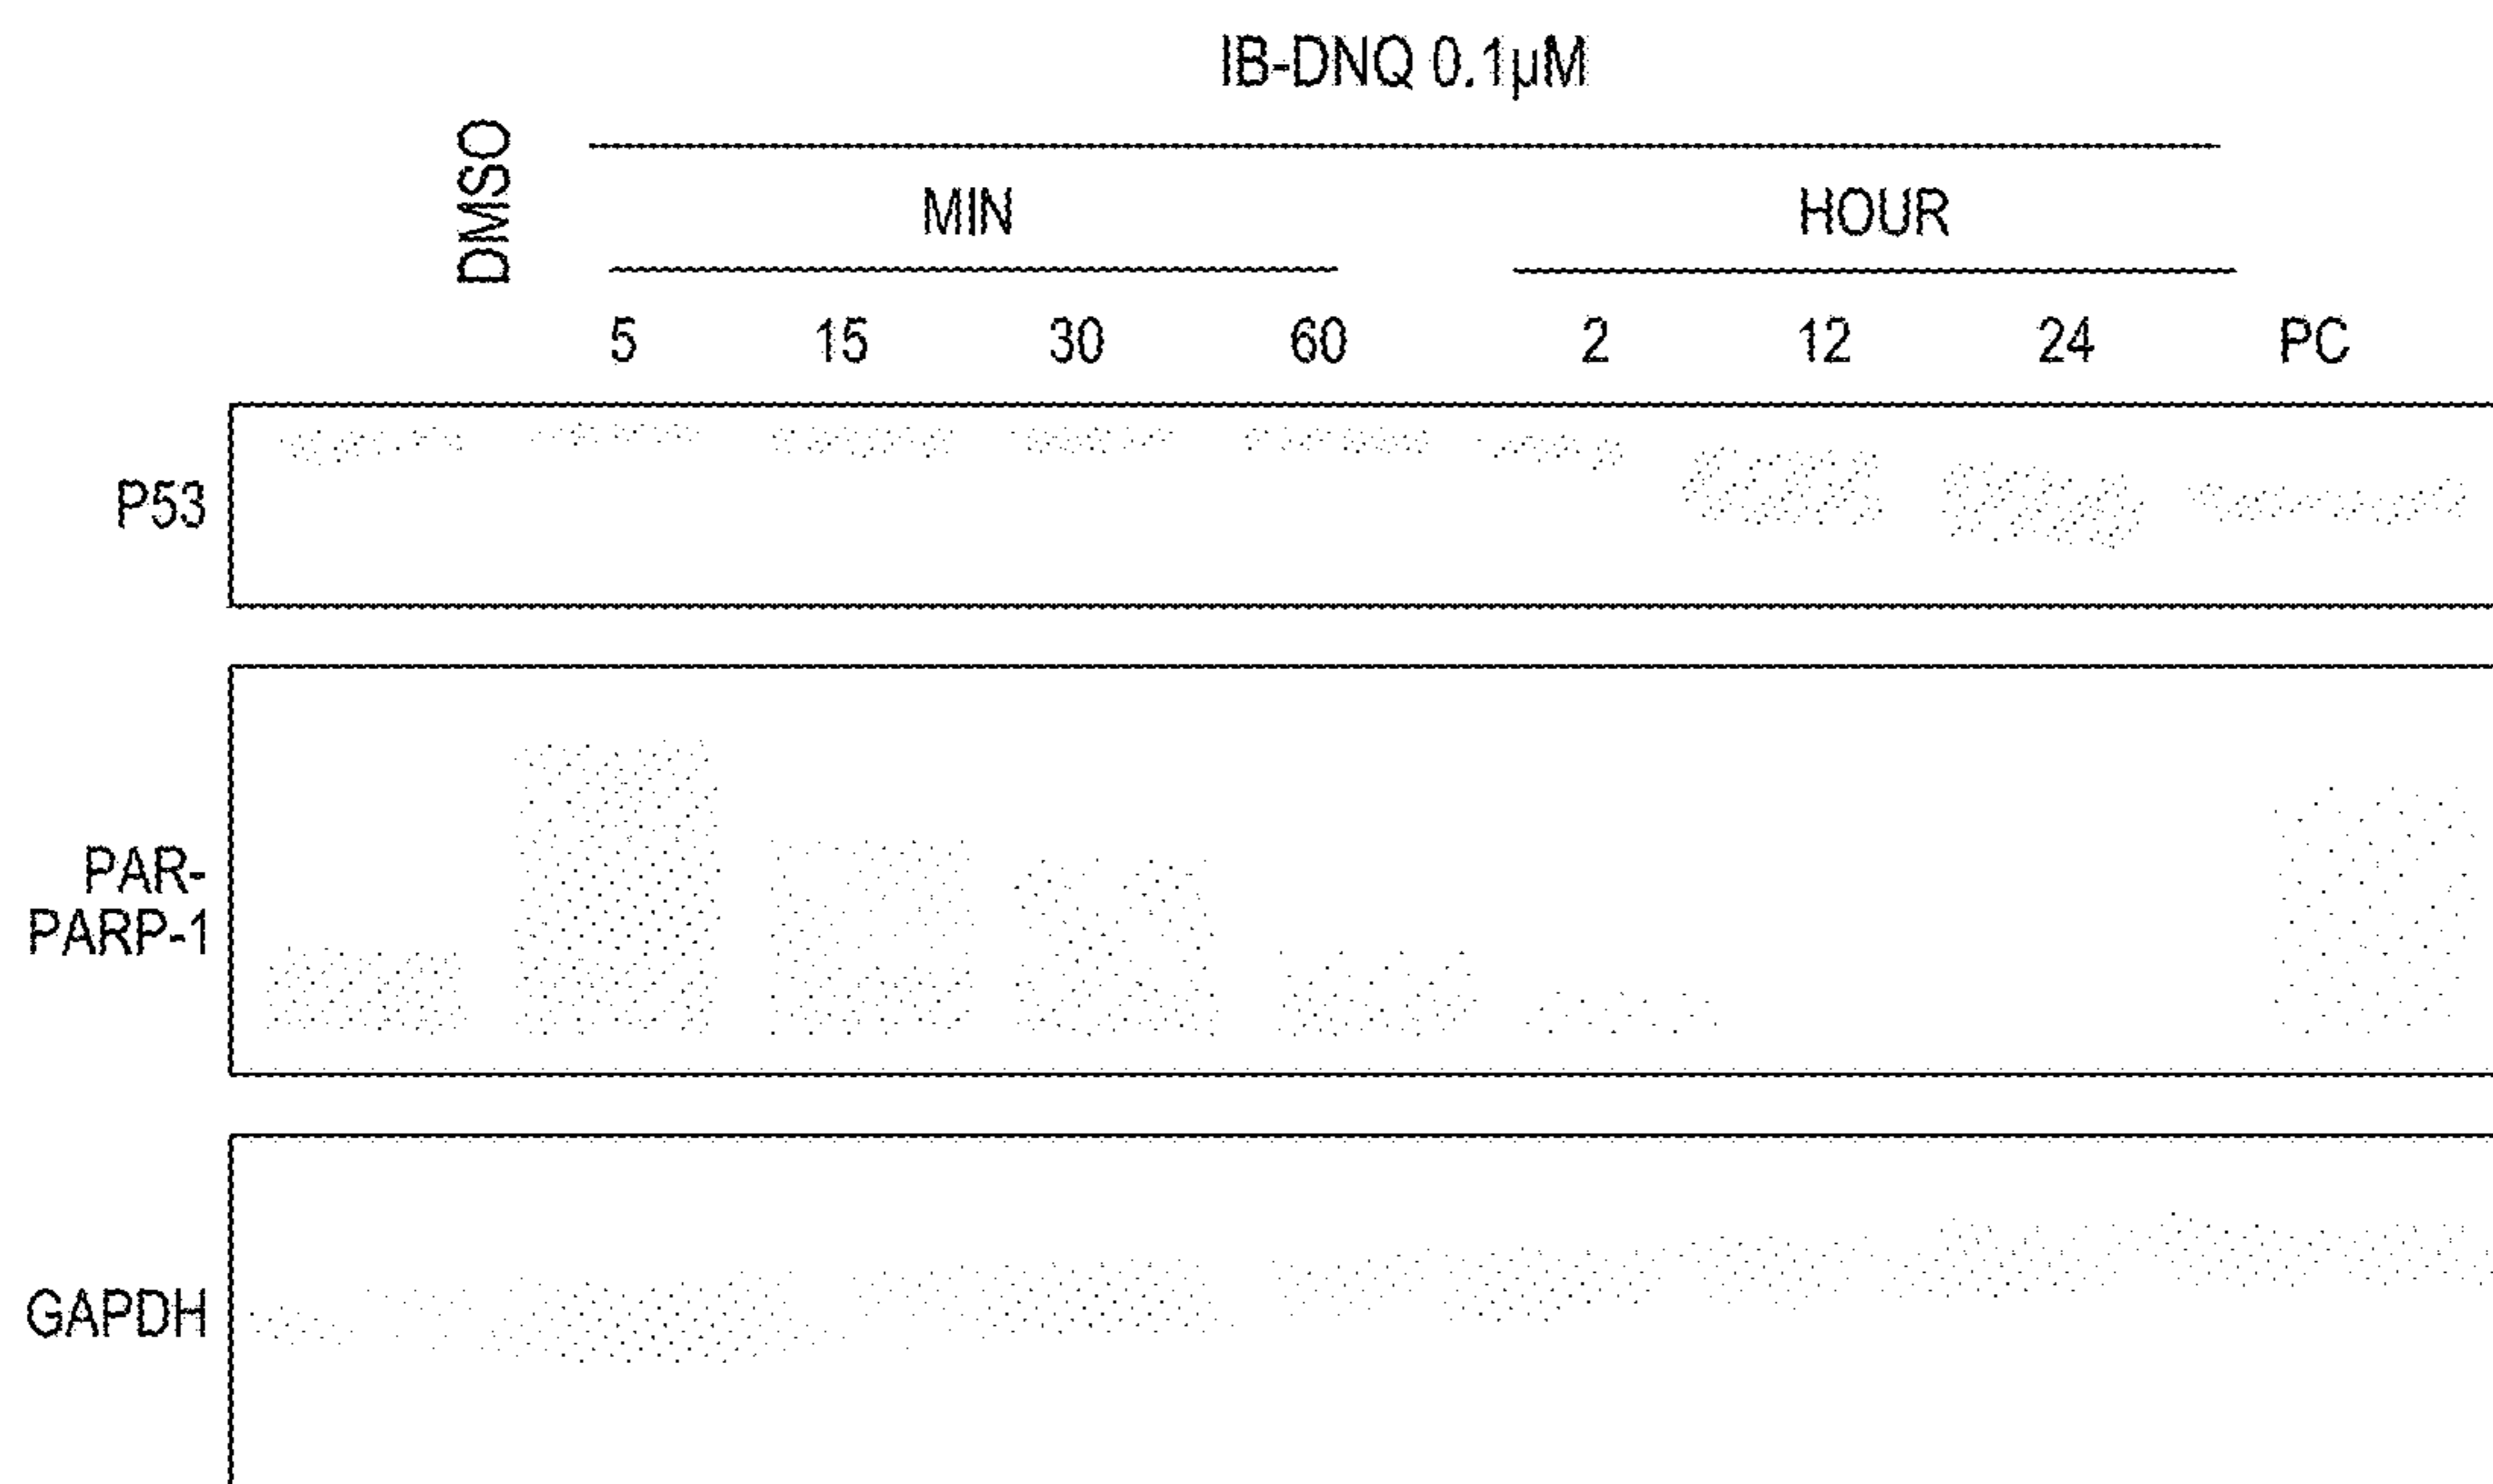 IB-DNQ 0.1µM
DMSO
MIN HOUR
5 15 30 60 2 12 24 PC
P53
PAR-
PARP-1
GAPDH